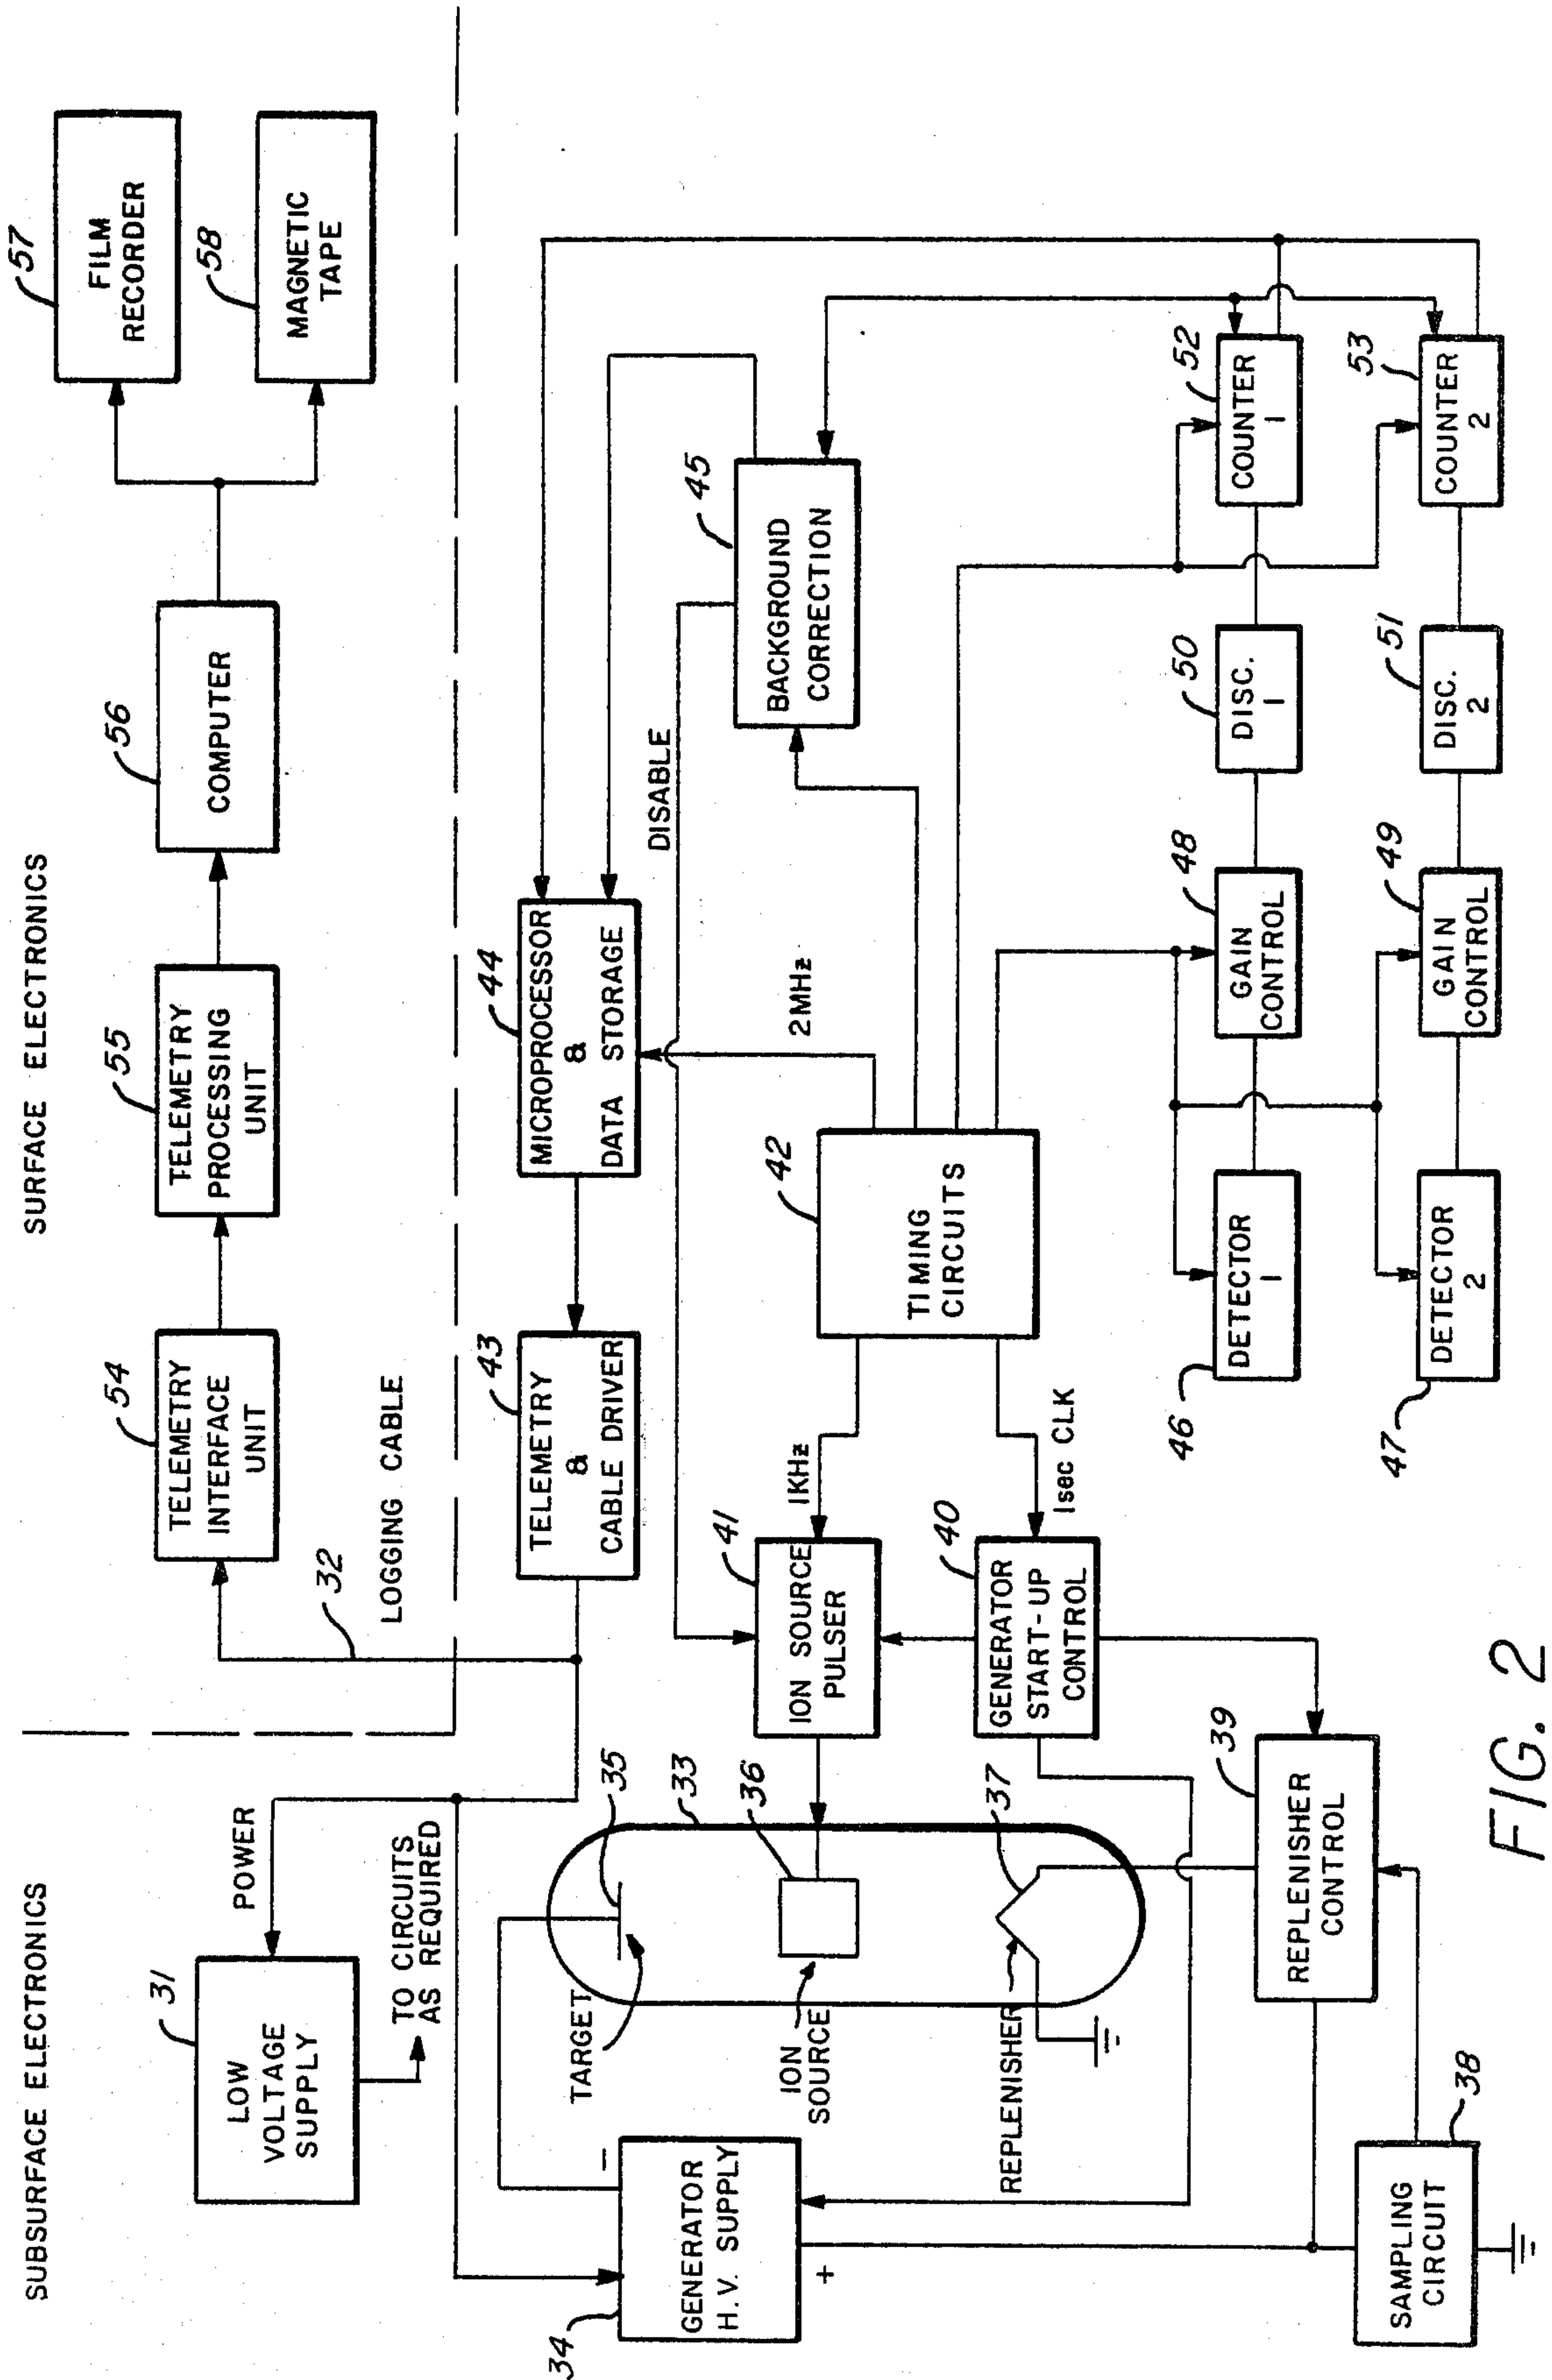 SUBSURFACE ELECTRONICS
SURFACE ELECTRONICS
57
FILM
RECORDER
58
MAGNETIC
TAPE
56
COMPUTER
55
TELEMETRY
PROCESSING
UNIT
54
TELEMETRY
INTERFACE
UNIT
32
LOGGING CABLE
31
LOW
VOLTAGE
SUPPLY
POWER
TO CIRCUITS
AS REQUIRED
43
TELEMETRY
&
CABLE DRIVER
44
MICROPROCESSOR
&
DATA STORAGE
DISABLE
2MHz
45
BACKGROUND
CORRECTION
34
GENERATOR
H.V. SUPPLY
-
+
TARGET
35
33
36
ION
SOURCE
37
REPLENISHER
41
ION SOURCE
PULSER
1KHz
42
TIMING
CIRCUITS
40
GENERATOR
START-UP
CONTROL
1sec CLK
39
REPLENISHER
CONTROL
38
SAMPLING
CIRCUIT
46
DETECTOR
1
48
GAIN
CONTROL
50
DISC.
1
52
COUNTER
1
47
DETECTOR
2
49
GAIN
CONTROL
51
DISC.
2
53
COUNTER
2
FIG. 2